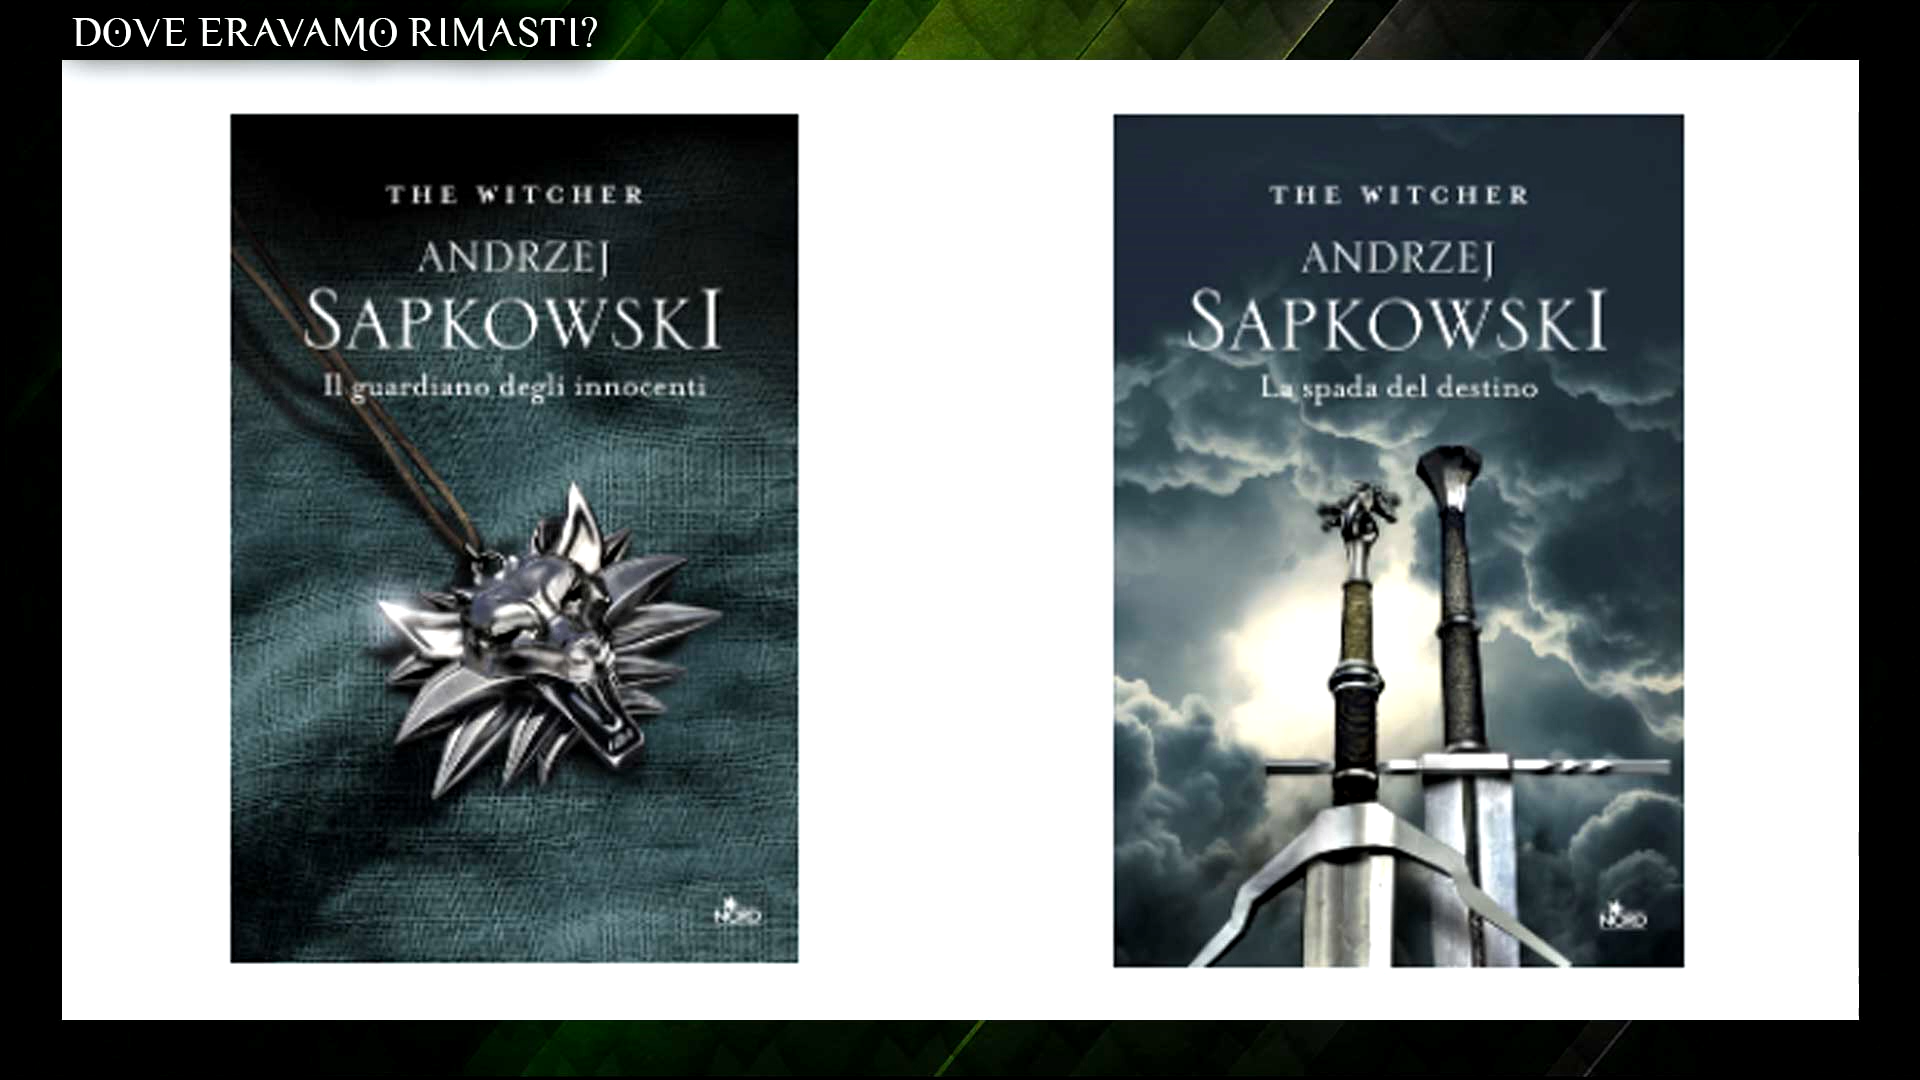 DOVE ERAVAMO RIMASTI?
THE WITCHER
ANDRZEJ
SAPKOWSKI
Il guardiano degli innocenti
NORD
THE WITCHER
ANDRZEJ
SAPKOWSKI
La spada del destino
NORD